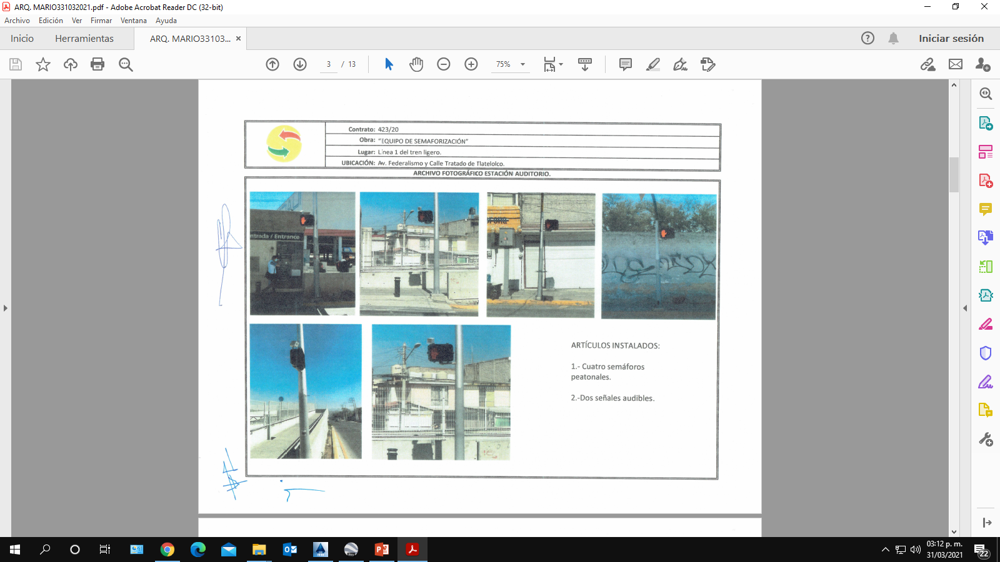 ARQ. MARIO331032021.pdf - Adobe Acrobat Reader DC (32-bit)
Archivo Edición Ver Firmar Ventana Ayuda
Inicio Herramientas ARQ. MARIO33103... Iniciar sesión
3 / 13 75%
Contrato: 423/20
Obra: "EQUIPO DE SEMAFORIZACIÓN"
Lugar: Línea 1 del tren ligero.
UBICACIÓN: Av. Federalismo y Calle Tratado de Tlatelolco.
ARCHIVO FOTOGRÁFICO ESTACIÓN AUDITORIO.
ntrada / Entrance
ARTÍCULOS INSTALADOS:
1.- Cuatro semáforos
peatonales.
2.-Dos señales audibles.
03:12 p. m.
31/03/2021
22